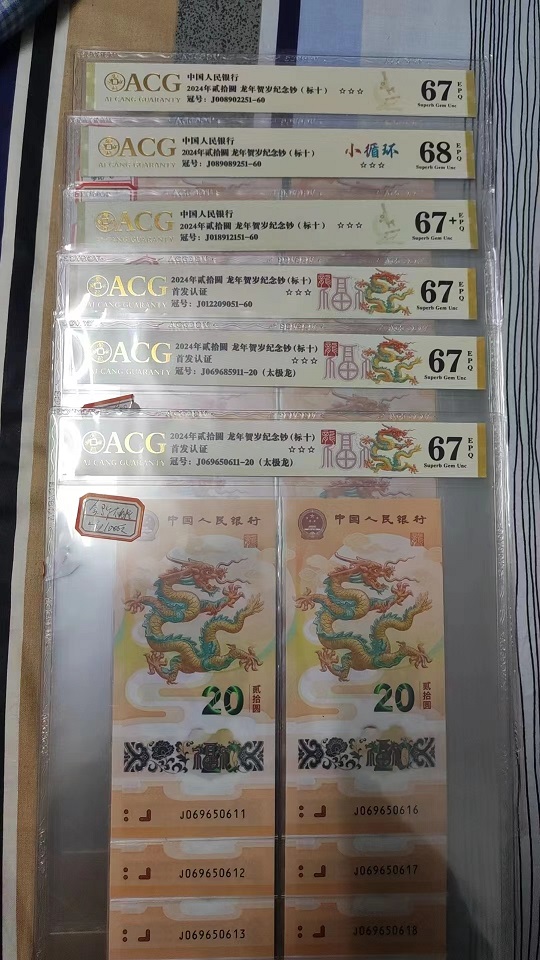 ACG
AI CANG GUARANTY
中国人民银行
2024年贰拾圆 龙年贺岁纪念钞（标十） ☆☆☆
冠号：J008902251-60
67 EPQ
Superb Gem Unc
ACG
AI CANG GUARANTY
中国人民银行
2024年贰拾圆 龙年贺岁纪念钞（标十）
冠号：J089089251-60
小循环
☆☆☆
68 EPQ
Superb Gem Unc
ACG
AI CANG GUARANTY
中国人民银行
2024年贰拾圆 龙年贺岁纪念钞（标十） ☆☆☆
冠号：J018912151-60
67+ EPQ
Superb Gem Unc
ACG
AI CANG GUARANTY
2024年贰拾圆 龙年贺岁纪念钞（标十）
首发认证 ☆☆☆
冠号：J012209051-60
福
67 EPQ
Superb Gem Unc
ACG
AI CANG GUARANTY
2024年贰拾圆 龙年贺岁纪念钞（标十）
首发认证 ☆☆☆
冠号：J069685911-20（太极龙）
福
67 EPQ
Superb Gem Unc
ACG
AI CANG GUARANTY
2024年贰拾圆 龙年贺岁纪念钞（标十）
首发认证 ☆☆☆
冠号：J069650611-20（太极龙）
福
67 EPQ
Superb Gem Unc
中国人民银行
20 贰拾圆
J069650611
J069650612
J069650613
中国人民银行
20 贰拾圆
J069650616
J069650617
J069650618